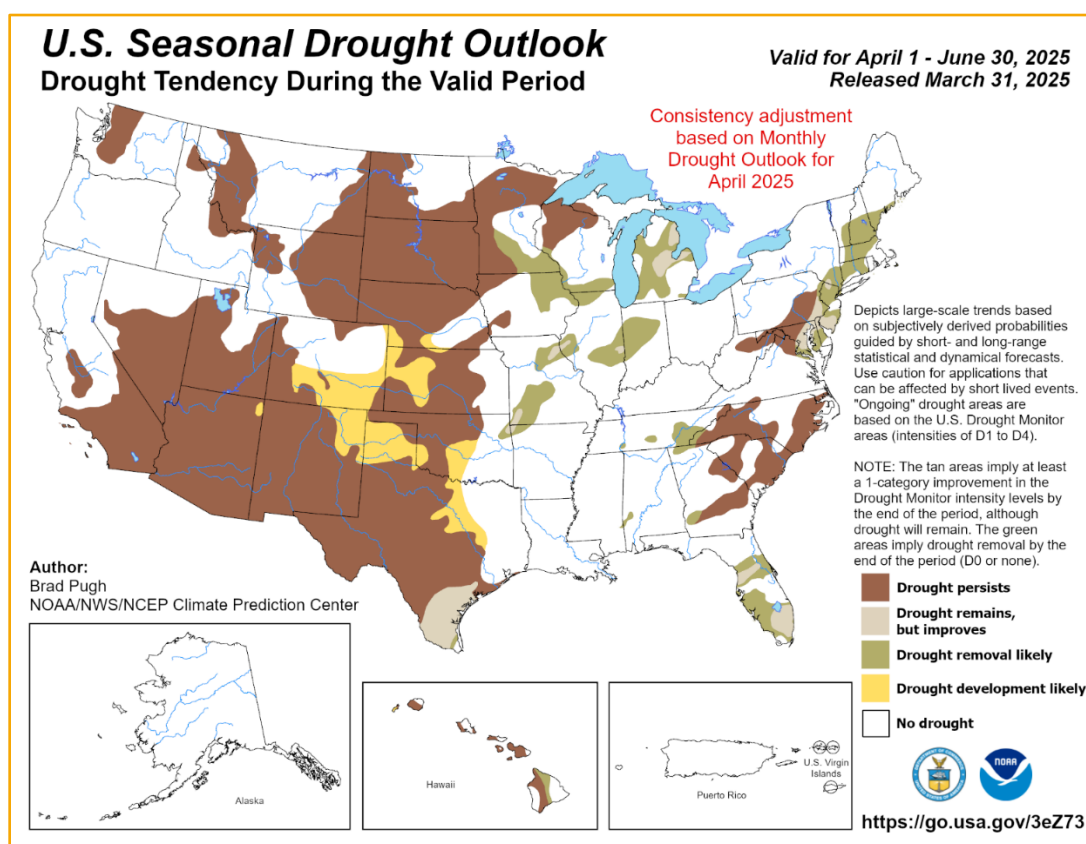 U.S. Seasonal Drought Outlook
Drought Tendency During the Valid Period
Valid for April 1 - June 30, 2025
Released March 31, 2025
Consistency adjustment
based on Monthly
Drought Outlook for
April 2025
Depicts large-scale trends based
on subjectively derived probabilities
guided by short- and long-range
statistical and dynamical forecasts.
Use caution for applications that
can be affected by short lived events.
"Ongoing" drought areas are
based on the U.S. Drought Monitor
areas (intensities of D1 to D4).
NOTE: The tan areas imply at least
a 1-category improvement in the
Drought Monitor intensity levels by
the end of the period, although
drought will remain. The green
areas imply drought removal by the
end of the period (D0 or none).
Author:
Brad Pugh
NOAA/NWS/NCEP Climate Prediction Center
Drought persists
Drought remains,
but improves
Drought removal likely
Drought development likely
No drought
Alaska
Hawaii
Puerto Rico
U.S. Virgin
Islands
NOAA
https://go.usa.gov/3eZ73